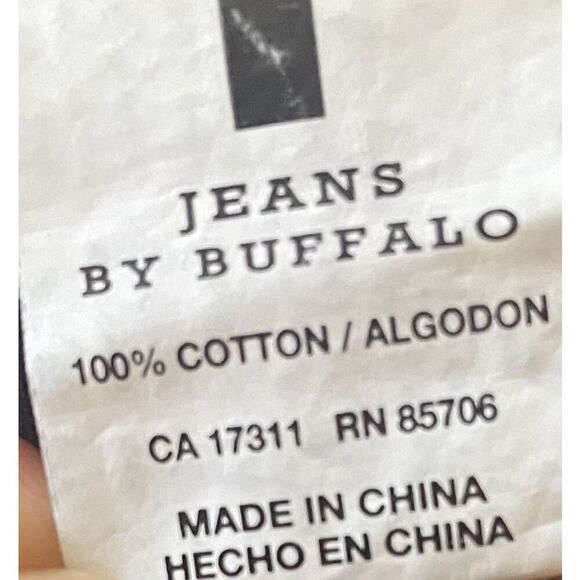 JEANS
BY BUFFALO
100% COTTON / ALGODON
CA 17311 RN 85706
MADE IN CHINA
HECHO EN CHINA